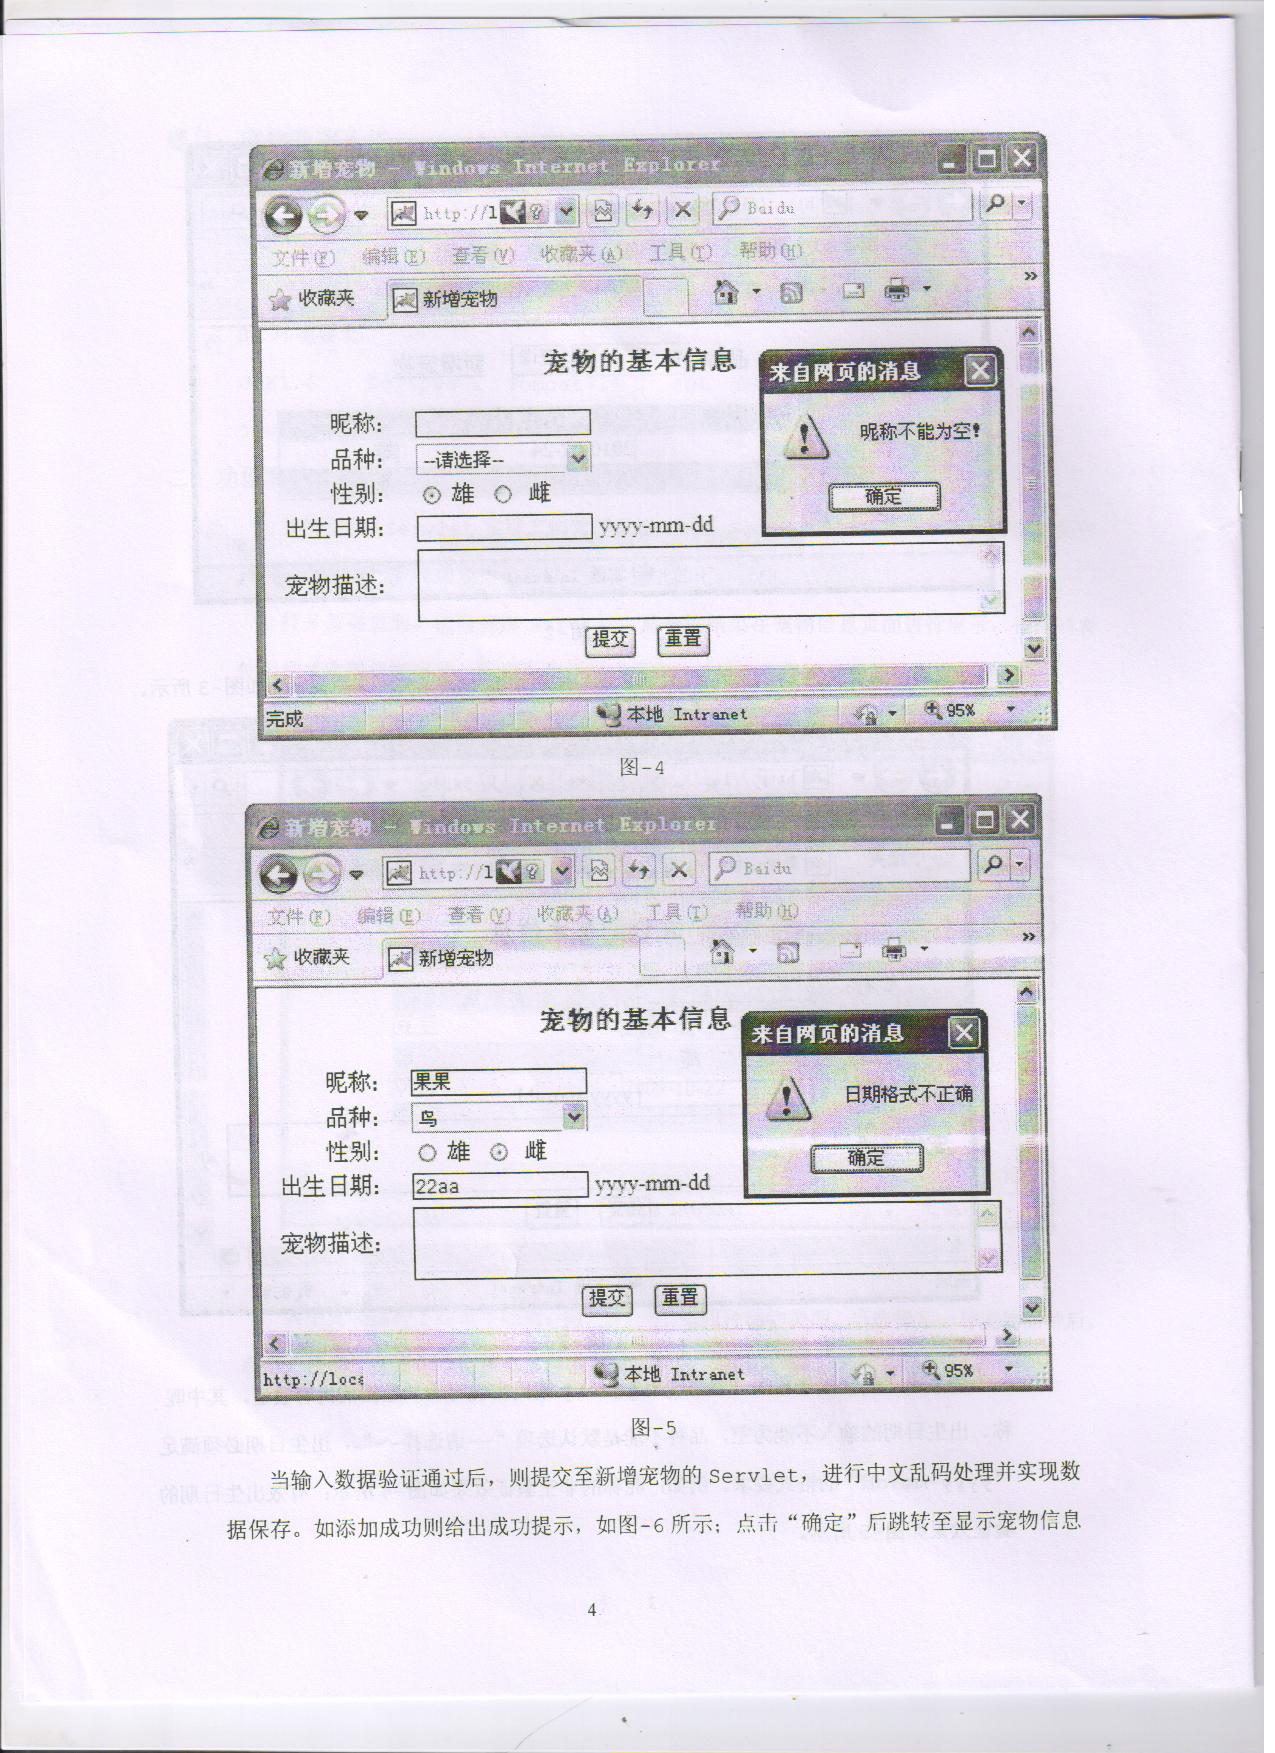 新增宠物 - Windows Internet Explorer
http://l
Baidu
文件(F) 编辑(E) 查看(V) 收藏夹(A) 工具(T) 帮助(H)
收藏夹 新增宠物
宠物的基本信息
来自网页的消息
昵称不能为空!
确定
昵称:
品种: --请选择--
性别: 雄 雌
出生日期: yyyy-mm-dd
宠物描述:
提交 重置
完成 本地 Intranet 95%
图-4
新增宠物 - Windows Internet Explorer
http://l
Baidu
文件(F) 编辑(E) 查看(V) 收藏夹(A) 工具(T) 帮助(H)
收藏夹 新增宠物
宠物的基本信息
来自网页的消息
日期格式不正确
确定
昵称: 果果
品种: 鸟
性别: 雄 雌
出生日期: 22aa yyyy-mm-dd
宠物描述:
提交 重置
http://loca 本地 Intranet 95%
图-5
当输入数据验证通过后，则提交至新增宠物的 Servlet，进行中文乱码处理并实现数
据保存。如添加成功则给出成功提示，如图-6 所示；点击“确定”后跳转至显示宠物信息
4